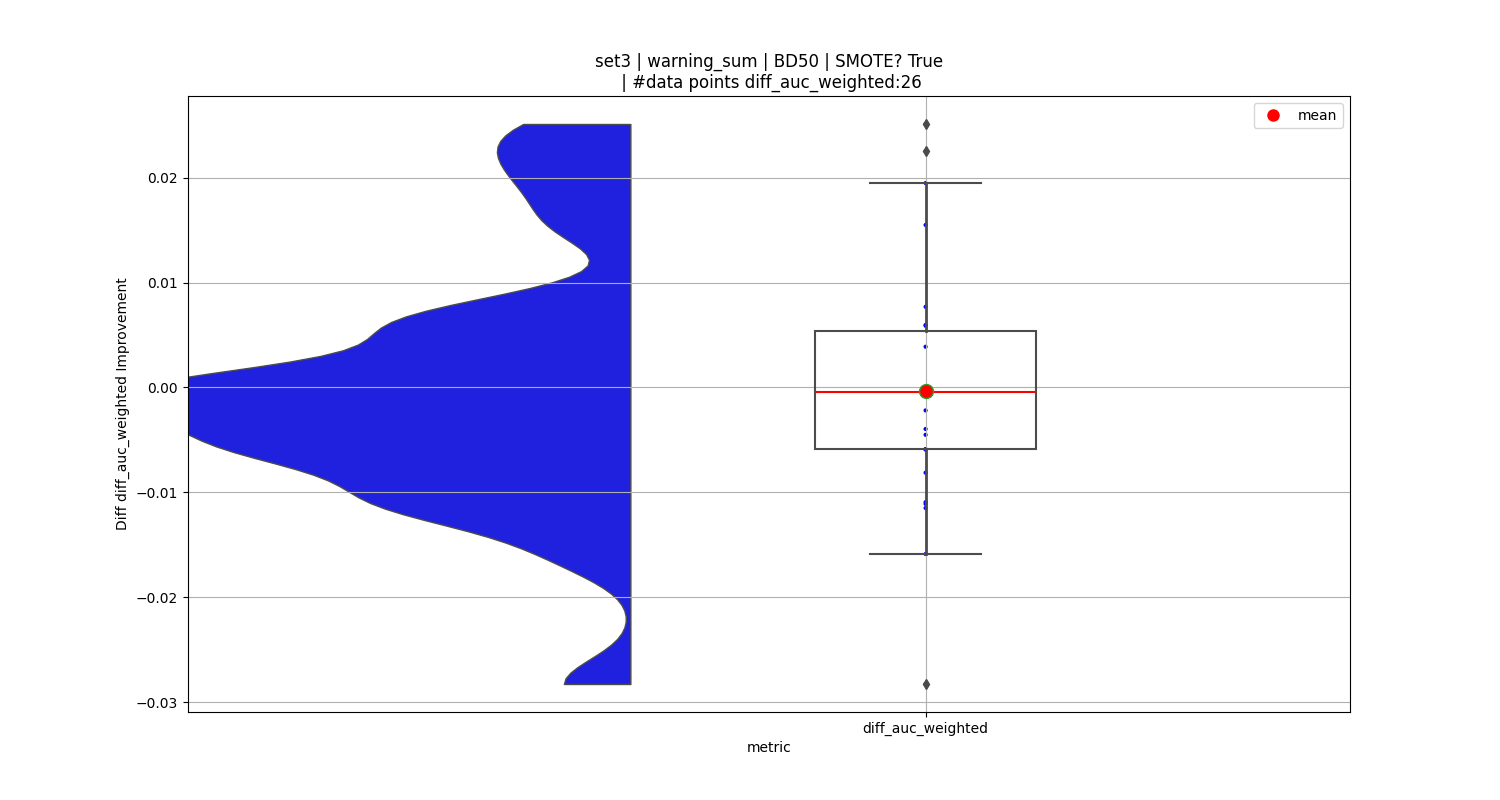 set3 | warning_sum | BD50 | SMOTE? True
| #data points diff_auc_weighted:26
mean
0.02
0.01
0.00
−0.01
−0.02
−0.03
Diff diff_auc_weighted Improvement
diff_auc_weighted
metric